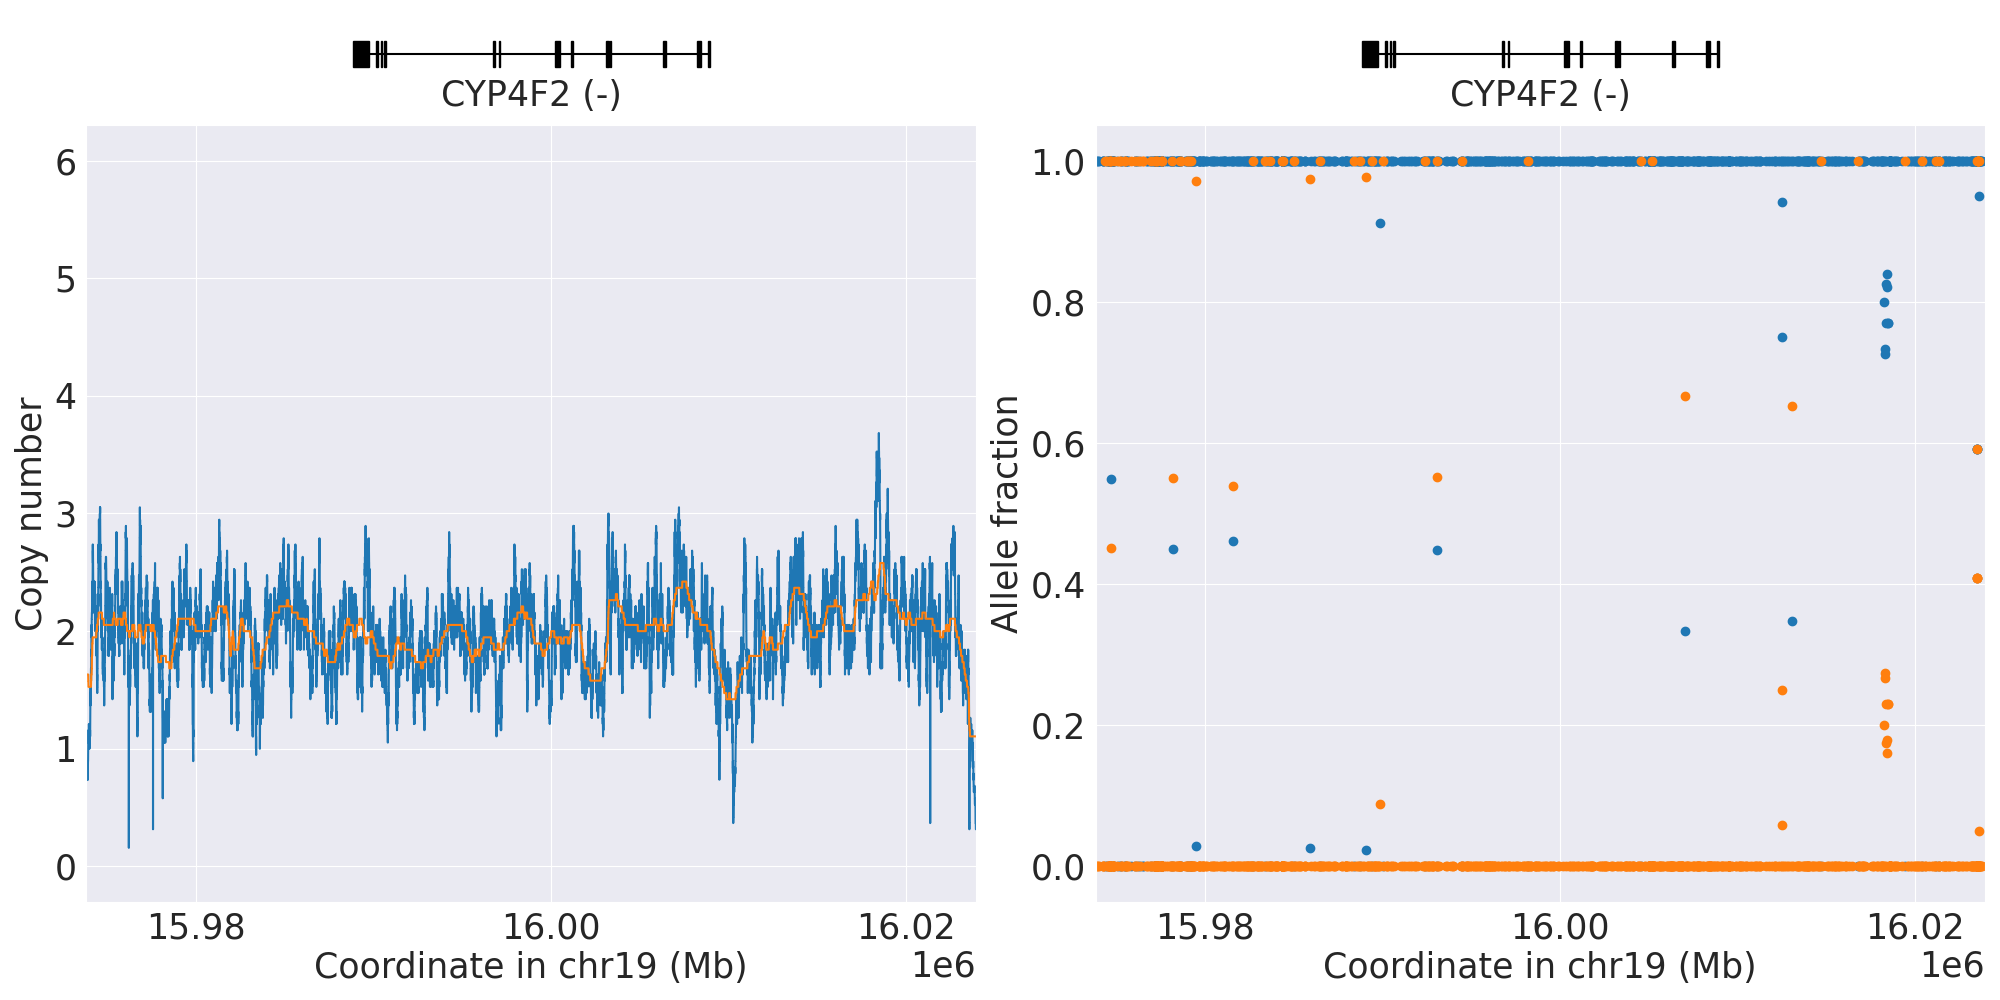 CYP4F2 (-)
6
5
4
3
2
1
0
Copy number
15.98
16.00
16.02
Coordinate in chr19 (Mb)
1e6
CYP4F2 (-)
1.0
0.8
0.6
0.4
0.2
0.0
Allele fraction
15.98
16.00
16.02
Coordinate in chr19 (Mb)
1e6